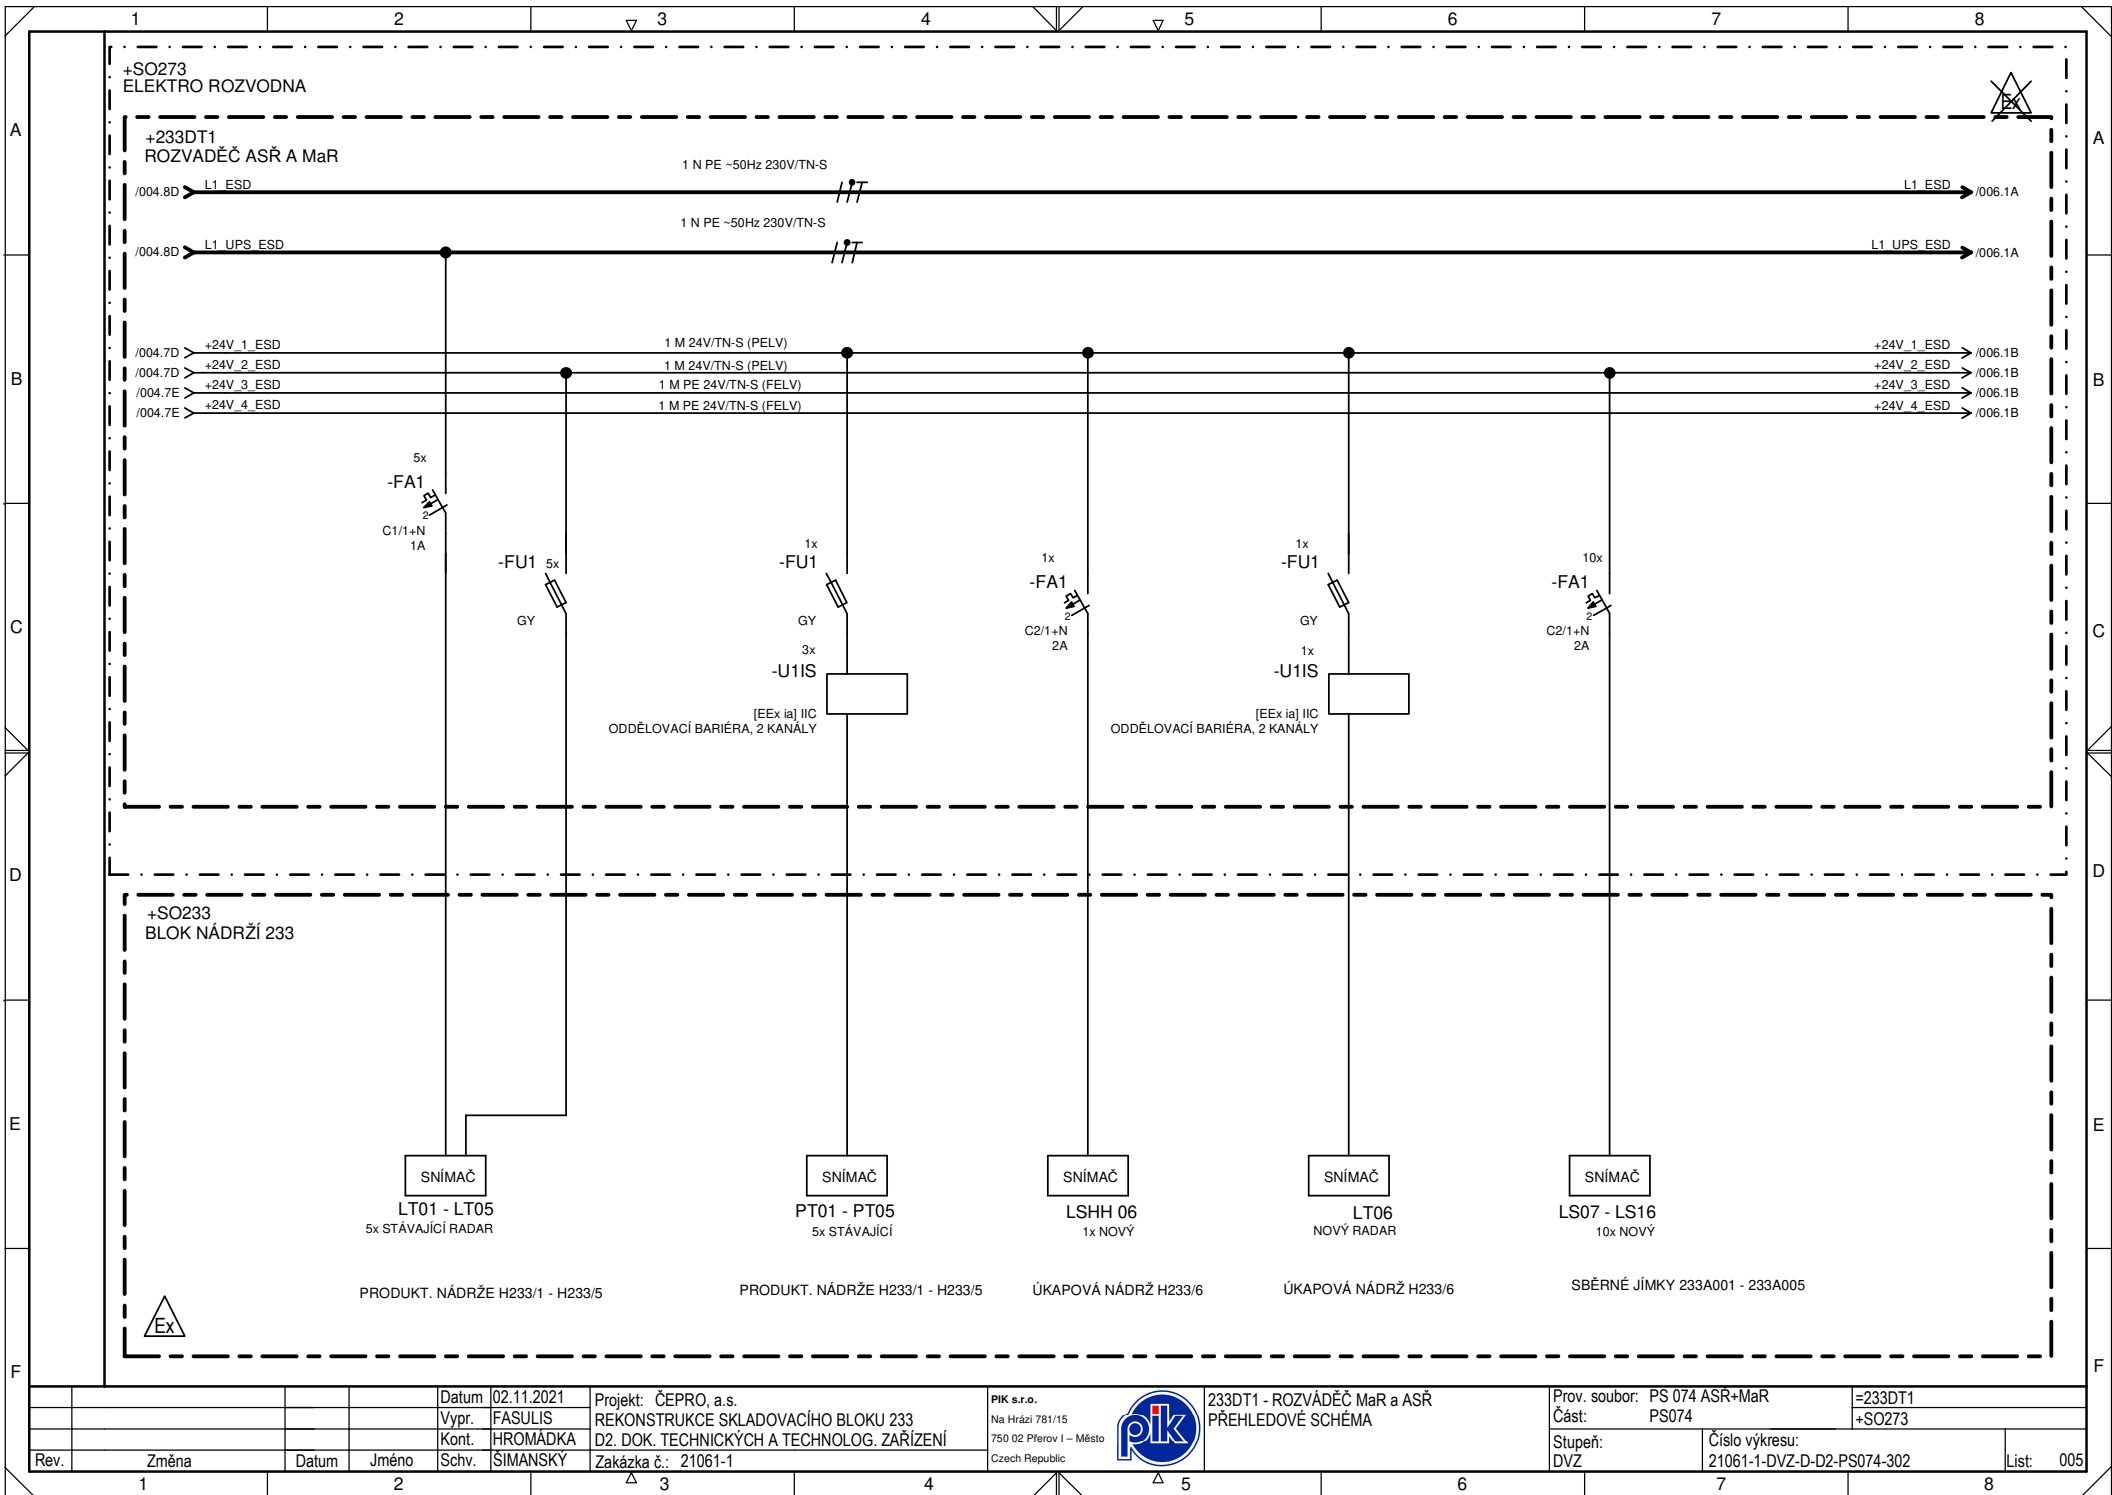 1 2 3 4 5 6 7 8
+SO273
ELEKTRO ROZVODNA
Ex
A A
+233DT1
ROZVADĚČ ASŘ A MaR
1 N PE ~50Hz 230V/TN-S
/004.8D L1_ESD L1_ESD /006.1A
1 N PE ~50Hz 230V/TN-S
/004.8D L1_UPS_ESD L1_UPS_ESD /006.1A
/004.7D +24V_1_ESD 1 M 24V/TN-S (PELV) +24V_1_ESD /006.1B
/004.7D +24V_2_ESD 1 M 24V/TN-S (PELV) +24V_2_ESD /006.1B
/004.7E +24V_3_ESD 1 M PE 24V/TN-S (FELV) +24V_3_ESD /006.1B
/004.7E +24V_4_ESD 1 M PE 24V/TN-S (FELV) +24V_4_ESD /006.1B
B B
5x
-FA1
2
C1/1+N
1A
-FU1 5x
GY
1x
-FU1
GY
3x
-U1IS
[EEx ia] IIC
ODDĚLOVACÍ BARIÉRA, 2 KANÁLY
1x
-FA1
2
C2/1+N
2A
1x
-FU1
GY
1x
-U1IS
[EEx ia] IIC
ODDĚLOVACÍ BARIÉRA, 2 KANÁLY
10x
-FA1
2
C2/1+N
2A
C C
D D
+SO233
BLOK NÁDRŽÍ 233
E E
SNÍMAČ
LT01 - LT05
5x STÁVAJÍCÍ RADAR
PRODUKT. NÁDRŽE H233/1 - H233/5
SNÍMAČ
PT01 - PT05
5x STÁVAJÍCÍ
PRODUKT. NÁDRŽE H233/1 - H233/5
SNÍMAČ
LSHH 06
1x NOVÝ
ÚKAPOVÁ NÁDRŽ H233/6
SNÍMAČ
LT06
NOVÝ RADAR
ÚKAPOVÁ NÁDRŽ H233/6
SNÍMAČ
LS07 - LS16
10x NOVÝ
SBĚRNÉ JÍMKY 233A001 - 233A005
Ex
F F
Rev. Změna Datum Jméno
Datum 02.11.2021
Vypr. FASULIS
Kont. HROMÁDKA
Schv. ŠIMANSKÝ
Projekt: ČEPRO, a.s.
REKONSTRUKCE SKLADOVACÍHO BLOKU 233
D2. DOK. TECHNICKÝCH A TECHNOLOG. ZAŘÍZENÍ
Zakázka č.: 21061-1
PIK s.r.o.
Na Hrázi 781/15
750 02 Přerov I – Město
Czech Republic
pik
233DT1 - ROZVÁDĚČ MaR a ASŘ
PŘEHLEDOVÉ SCHÉMA
Prov. soubor: PS 074 ASŘ+MaR
Část: PS074
=233DT1
+SO273
Stupeň:
DVZ
Číslo výkresu:
21061-1-DVZ-D-D2-PS074-302
List: 005
1 2 3 4 5 6 7 8